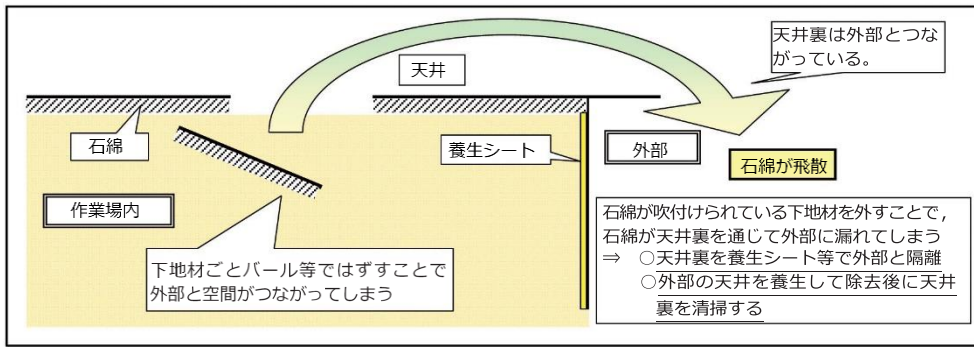 天井裏は外部とつな
がっている。
天井
石綿
養生シート
外部
石綿が飛散
作業場内
下地材ごとバール等ではずすことで
外部と空間がつながってしまう
石綿が吹付けられている下地材を外すことで,
石綿が天井裏を通じて外部に漏れてしまう
⇒ ○天井裏を養生シート等で外部と隔離
○外部の天井を養生して除去後に天井
裏を清掃する